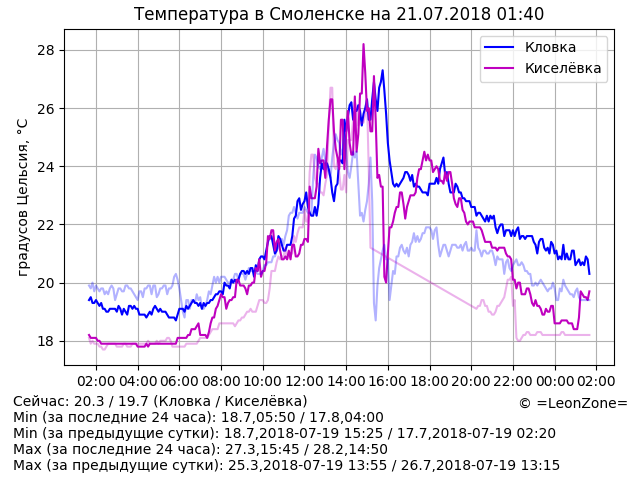 Температура в Смоленске на 21.07.2018 01:40
Кловка
Киселёвка
градусов Цельсия, °C
28
26
24
22
20
18
02:00 04:00 06:00 08:00 10:00 12:00 14:00 16:00 18:00 20:00 22:00 00:00 02:00
Сейчас: 20.3 / 19.7 (Кловка / Киселёвка)
© =LeonZone=
Min (за последние 24 часа): 18.7,05:50 / 17.8,04:00
Min (за предыдущие сутки): 18.7,2018-07-19 15:25 / 17.7,2018-07-19 02:20
Max (за последние 24 часа): 27.3,15:45 / 28.2,14:50
Max (за предыдущие сутки): 25.3,2018-07-19 13:55 / 26.7,2018-07-19 13:15